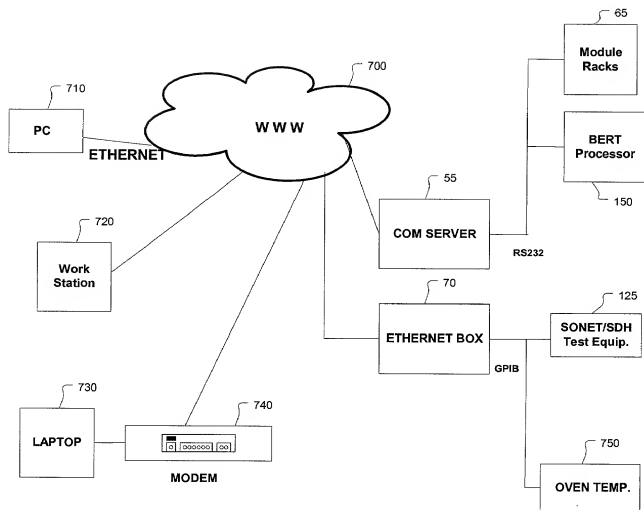 65
Module
Racks
700
710
PC
W W W
ETHERNET
BERT
Processor
150
55
COM SERVER
RS232
720
Work
Station
70
ETHERNET BOX
GPIB
125
SONET/SDH
Test Equip.
730
LAPTOP
740
MODEM
750
OVEN TEMP.